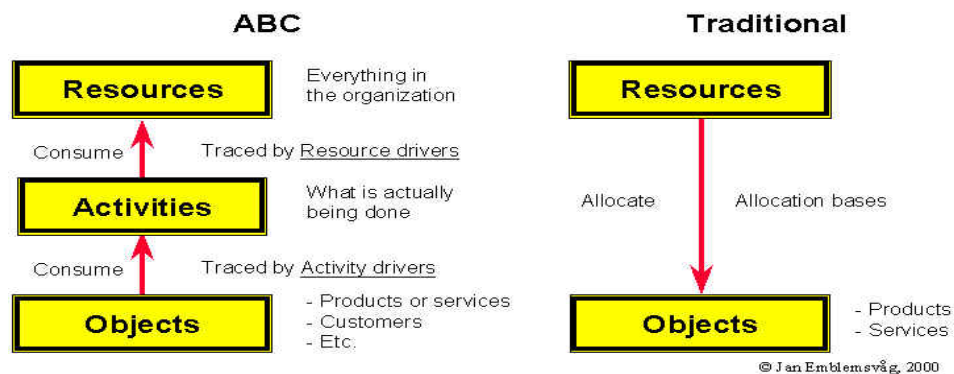 ABC
Resources
Everything in
the organization
Consume
Traced by Resource drivers
Activities
What is actually
being done
Consume
Traced by Activity drivers
Objects
- Products or services
- Customers
- Etc.
Traditional
Resources
Allocate
Allocation bases
Objects
- Products
- Services
© Jan Emblemsvåg, 2000